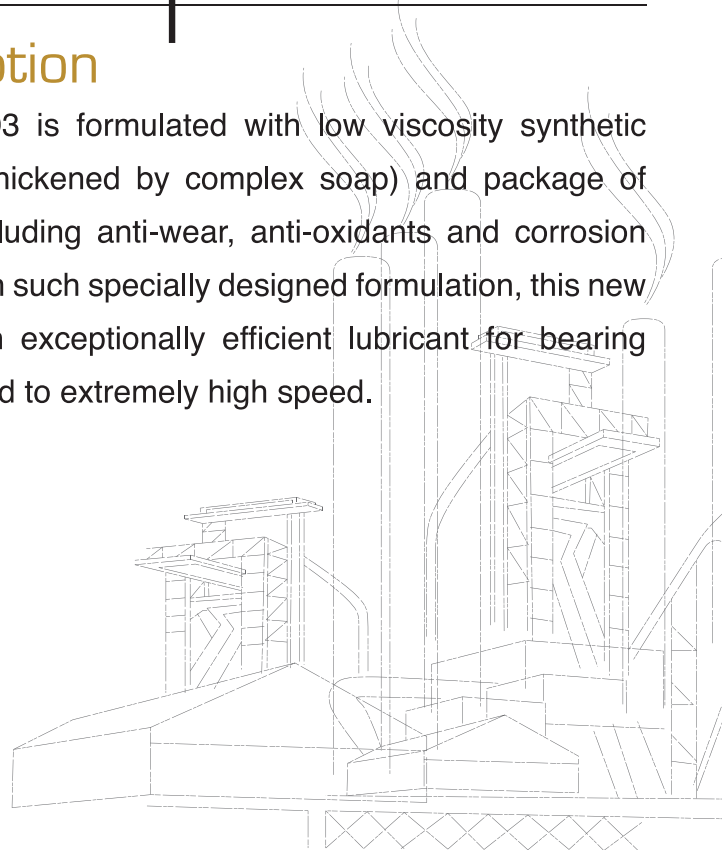 ption
03 is formulated with low viscosity synthetic
hickened by complex soap) and package of
luding anti-wear, anti-oxidants and corrosion
such specially designed formulation, this new
exceptionally efficient lubricant for bearing
d to extremely high speed.